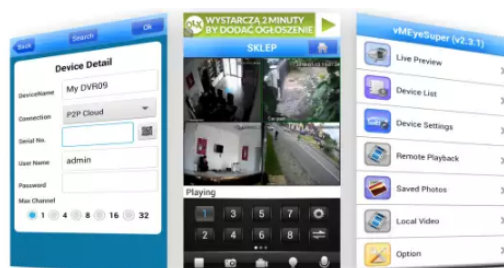 Back
Search
Ok
Device Detail
DeviceName
My DVR09
Connection
P2P Cloud
Serial No.
User Name
admin
Password
Max Channel
1
4
8
16
32
OLX
WYSTARCZĄ 2 MINUTY
BY DODAĆ OGŁOSZENIE
SKLEP
Playing
1
3
5
7
2
4
6
8
vMEyeSuper (v2.3.1)
Live Preview
Device List
Device Settings
Remote Playback
Saved Photos
Local Video
Option